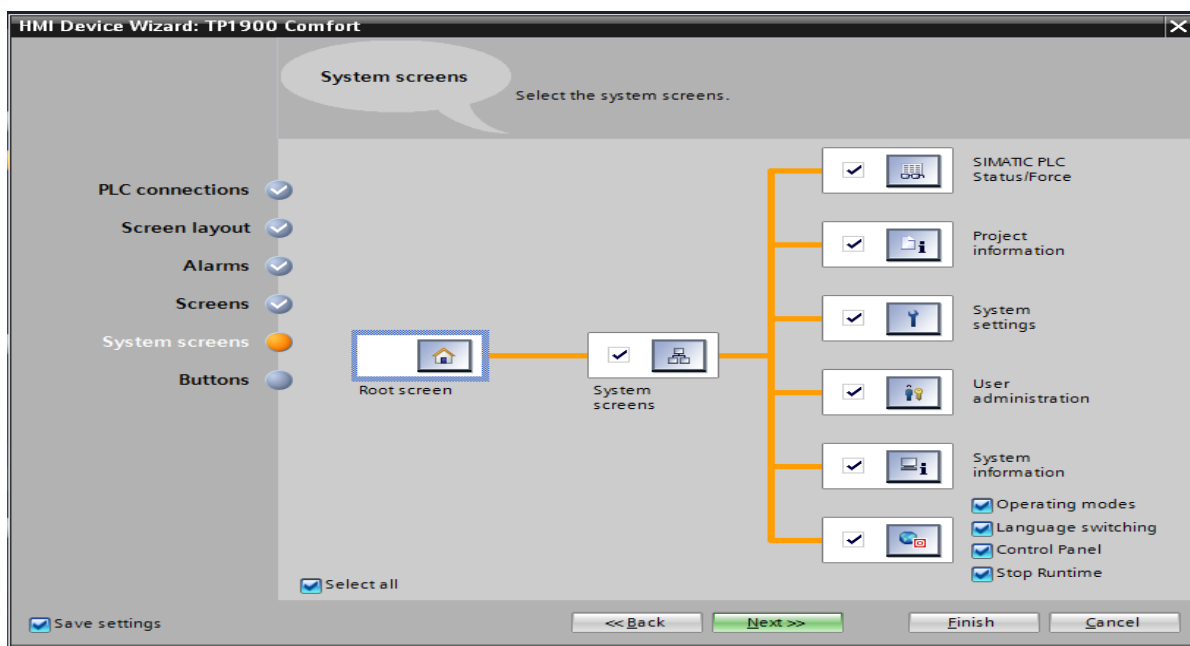 HMI Device Wizard: TP1900 Comfort
System screens
Select the system screens.
PLC connections
Screen layout
Alarms
Screens
System screens
Buttons
Root screen
System
screens
SIMATIC PLC
Status/Force
Project
information
System
settings
User
administration
System
information
Operating modes
Language switching
Control Panel
Stop Runtime
Select all
Save settings
<< Back
Next >>
Finish
Cancel